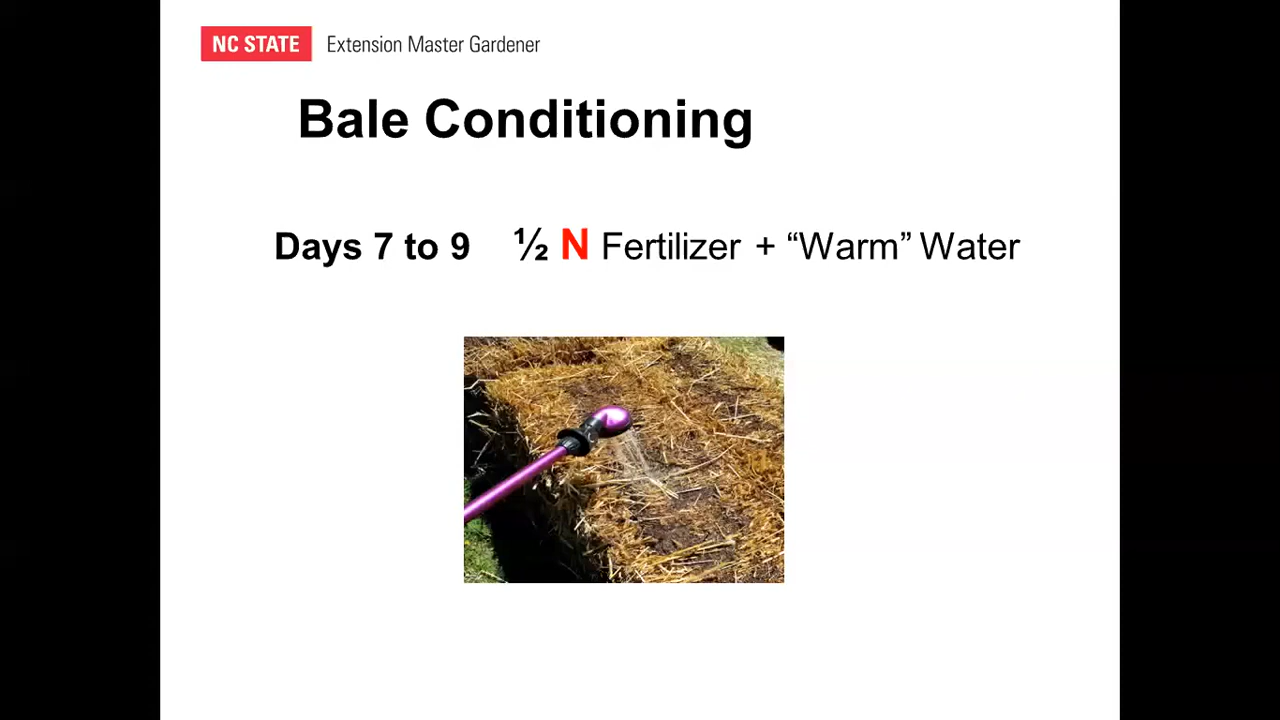 NC STATE Extension Master Gardener
Bale Conditioning
Days 7 to 9 ½ N Fertilizer + “Warm” Water